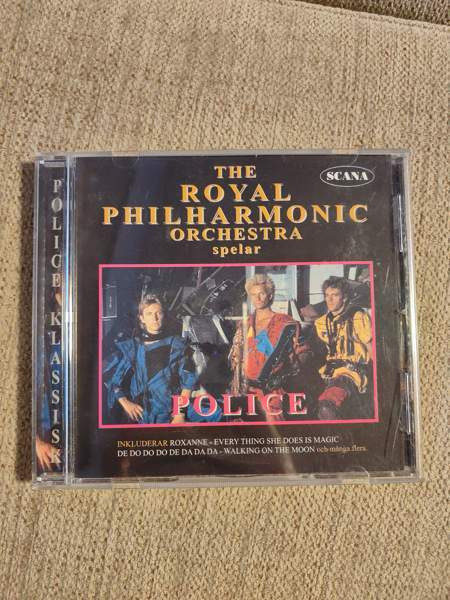 POLICE KLASSISK
SCANA
THE
ROYAL
PHILHARMONIC
ORCHESTRA
spelar
POLICE
INKLUDERAR ROXANNE - EVERY THING SHE DOES IS MAGIC
DE DO DO DO DE DA DA DA - WALKING ON THE MOON och många flera.